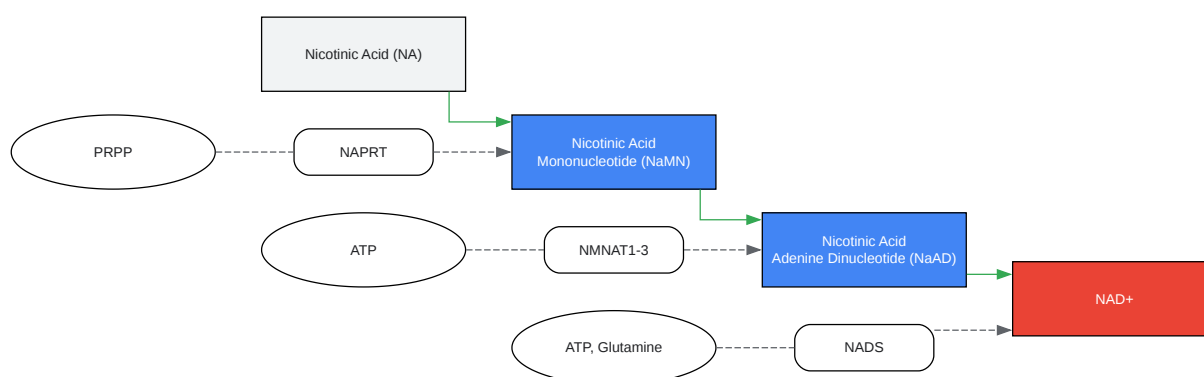 Nicotinic Acid (NA)
PRPP
NAPRT
Nicotinic Acid
Mononucleotide (NaMN)
ATP
NMNAT1-3
Nicotinic Acid
Adenine Dinucleotide (NaAD)
NAD+
ATP, Glutamine
NADS